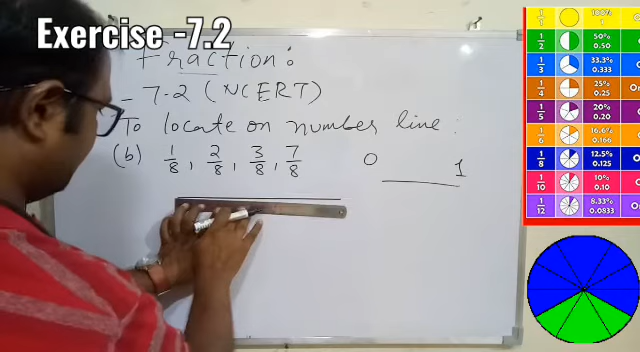 Exercise -7.2
Fraction:
- 7.2 (NCERT)
To locate on number line :
(b) 1/8, 2/8, 3/8, 7/8
0 1
1/1 100% 1
1/2 50% 0.50
1/3 33.3% 0.333
1/4 25% 0.25
1/5 20% 0.20
1/6 16.6% 0.166
1/8 12.5% 0.125
1/10 10% 0.10
1/12 8.33% 0.0833